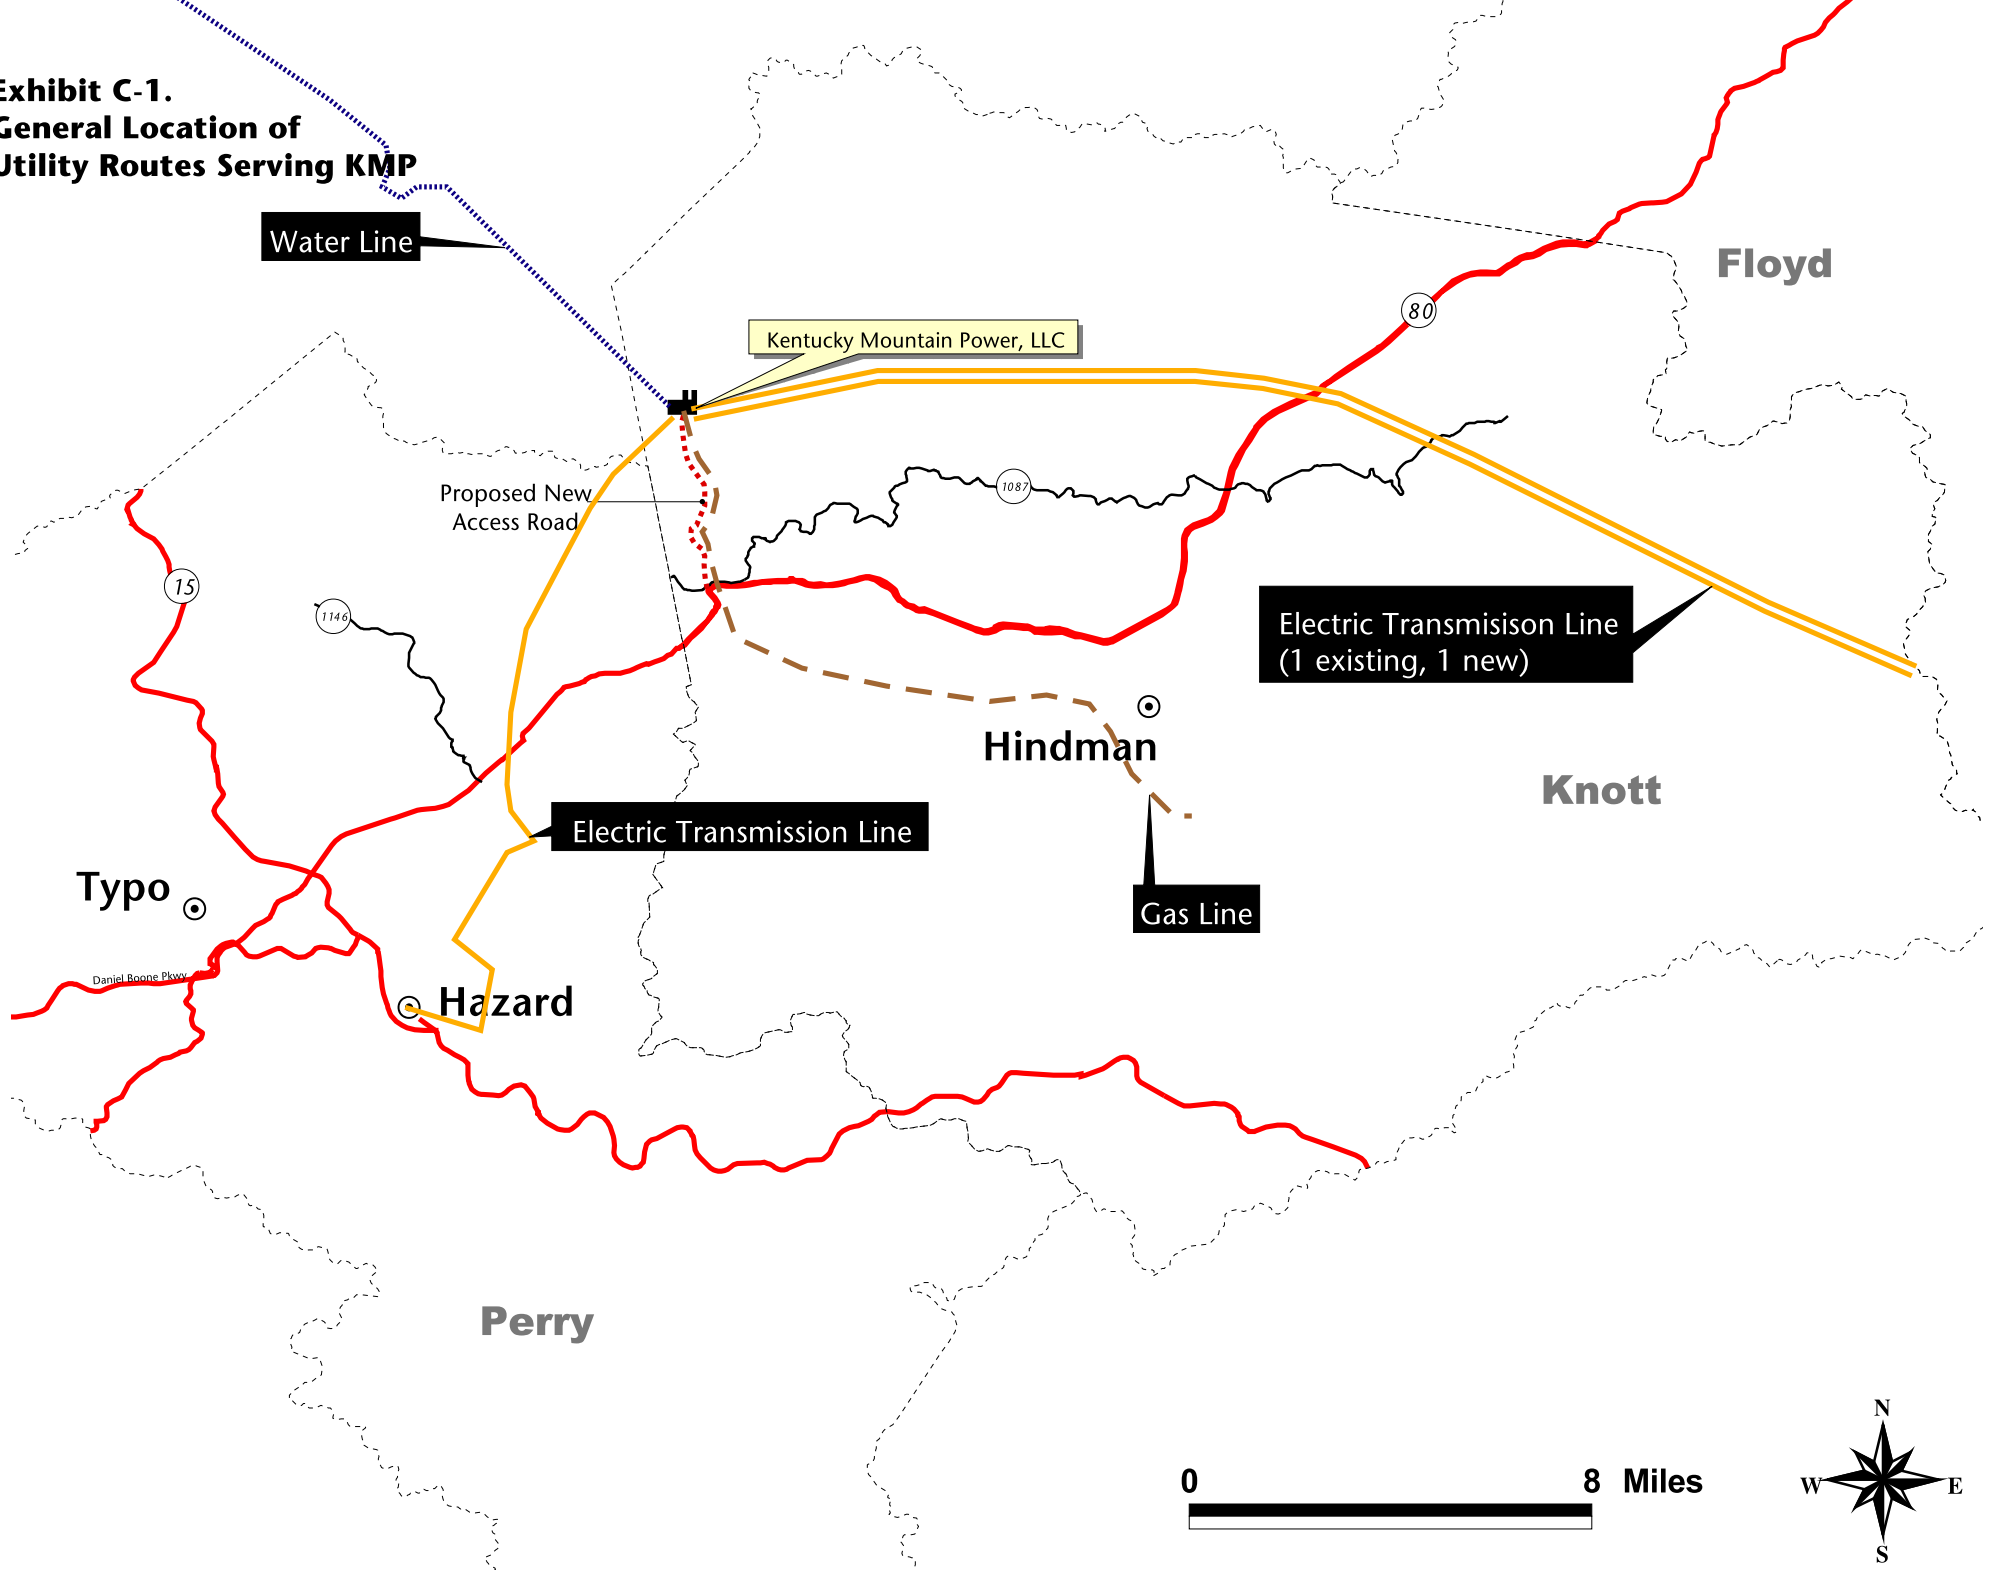 Exhibit C-1.
General Location of
Utility Routes Serving KMP
Water Line
Floyd
80
Kentucky Mountain Power, LLC
1087
Proposed New
Access Road
15
1146
Electric Transmisison Line
(1 existing, 1 new)
Hindman
Knott
Electric Transmission Line
Typo
Gas Line
Daniel Boone Pkwy
Hazard
Perry
N
W
E
S
0
8 Miles